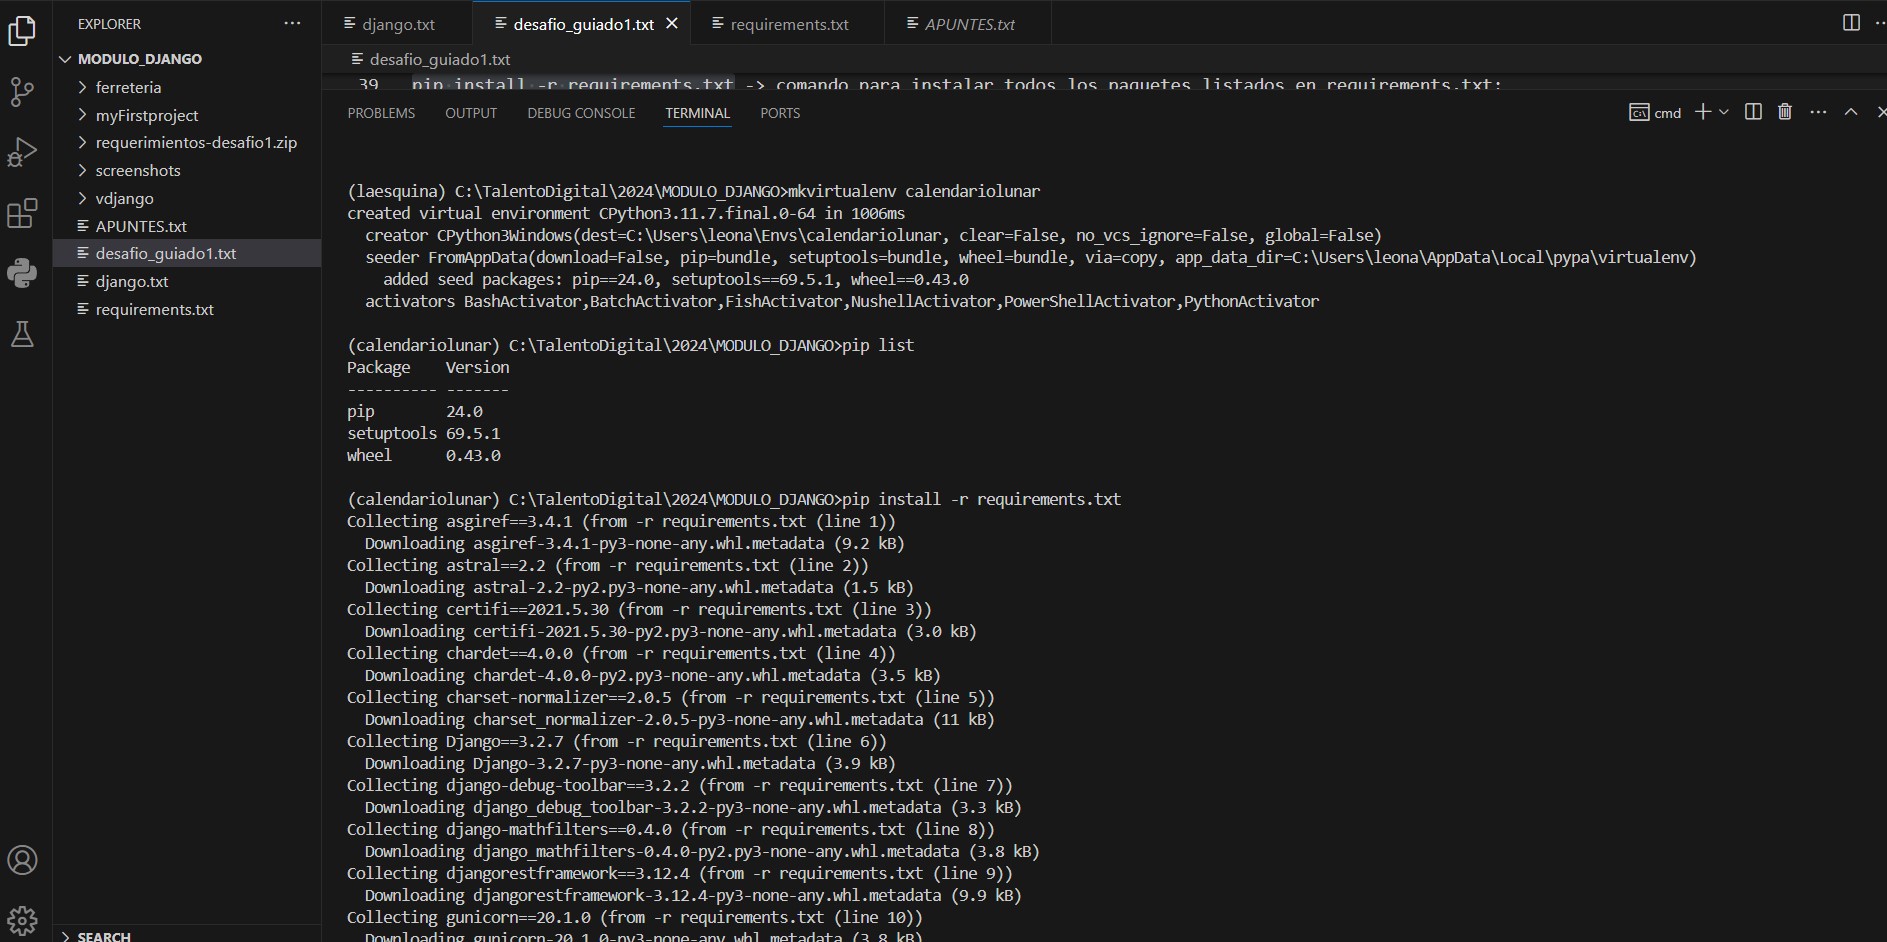 EXPLORER
MODULO_DJANGO
ferreteria
myFirstproject
requerimientos-desafio1.zip
screenshots
vdjango
APUNTES.txt
desafio_guiado1.txt
django.txt
requirements.txt
SEARCH
django.txt
desafio_guiado1.txt
requirements.txt
APUNTES.txt
desafio_guiado1.txt
39 pip install -r requirements.txt -> comando para instalar todos los paquetes listados en requirements.txt:
PROBLEMS OUTPUT DEBUG CONSOLE TERMINAL PORTS
cmd
(laesquina) C:\TalentoDigital\2024\MODULO_DJANGO>mkvirtualenv calendariolunar
created virtual environment CPython3.11.7.final.0-64 in 1006ms
creator CPython3Windows(dest=C:\Users\leona\Envs\calendariolunar, clear=False, no_vcs_ignore=False, global=False)
seeder FromAppData(download=False, pip=bundle, setuptools=bundle, wheel=bundle, via=copy, app_data_dir=C:\Users\leona\AppData\Local\pypa\virtualenv)
added seed packages: pip==24.0, setuptools==69.5.1, wheel==0.43.0
activators BashActivator,BatchActivator,FishActivator,NushellActivator,PowerShellActivator,PythonActivator
(calendariolunar) C:\TalentoDigital\2024\MODULO_DJANGO>pip list
Package    Version
---------- -------
pip        24.0
setuptools 69.5.1
wheel      0.43.0
(calendariolunar) C:\TalentoDigital\2024\MODULO_DJANGO>pip install -r requirements.txt
Collecting asgiref==3.4.1 (from -r requirements.txt (line 1))
Downloading asgiref-3.4.1-py3-none-any.whl.metadata (9.2 kB)
Collecting astral==2.2 (from -r requirements.txt (line 2))
Downloading astral-2.2-py2.py3-none-any.whl.metadata (1.5 kB)
Collecting certifi==2021.5.30 (from -r requirements.txt (line 3))
Downloading certifi-2021.5.30-py2.py3-none-any.whl.metadata (3.0 kB)
Collecting chardet==4.0.0 (from -r requirements.txt (line 4))
Downloading chardet-4.0.0-py2.py3-none-any.whl.metadata (3.5 kB)
Collecting charset-normalizer==2.0.5 (from -r requirements.txt (line 5))
Downloading charset_normalizer-2.0.5-py3-none-any.whl.metadata (11 kB)
Collecting Django==3.2.7 (from -r requirements.txt (line 6))
Downloading Django-3.2.7-py3-none-any.whl.metadata (3.9 kB)
Collecting django-debug-toolbar==3.2.2 (from -r requirements.txt (line 7))
Downloading django_debug_toolbar-3.2.2-py3-none-any.whl.metadata (3.3 kB)
Collecting django-mathfilters==0.4.0 (from -r requirements.txt (line 8))
Downloading django_mathfilters-0.4.0-py2.py3-none-any.whl.metadata (3.8 kB)
Collecting djangorestframework==3.12.4 (from -r requirements.txt (line 9))
Downloading djangorestframework-3.12.4-py3-none-any.whl.metadata (9.9 kB)
Collecting gunicorn==20.1.0 (from -r requirements.txt (line 10))
Downloading gunicorn-20.1.0-py3-none-any.whl.metadata (3.8 kB)